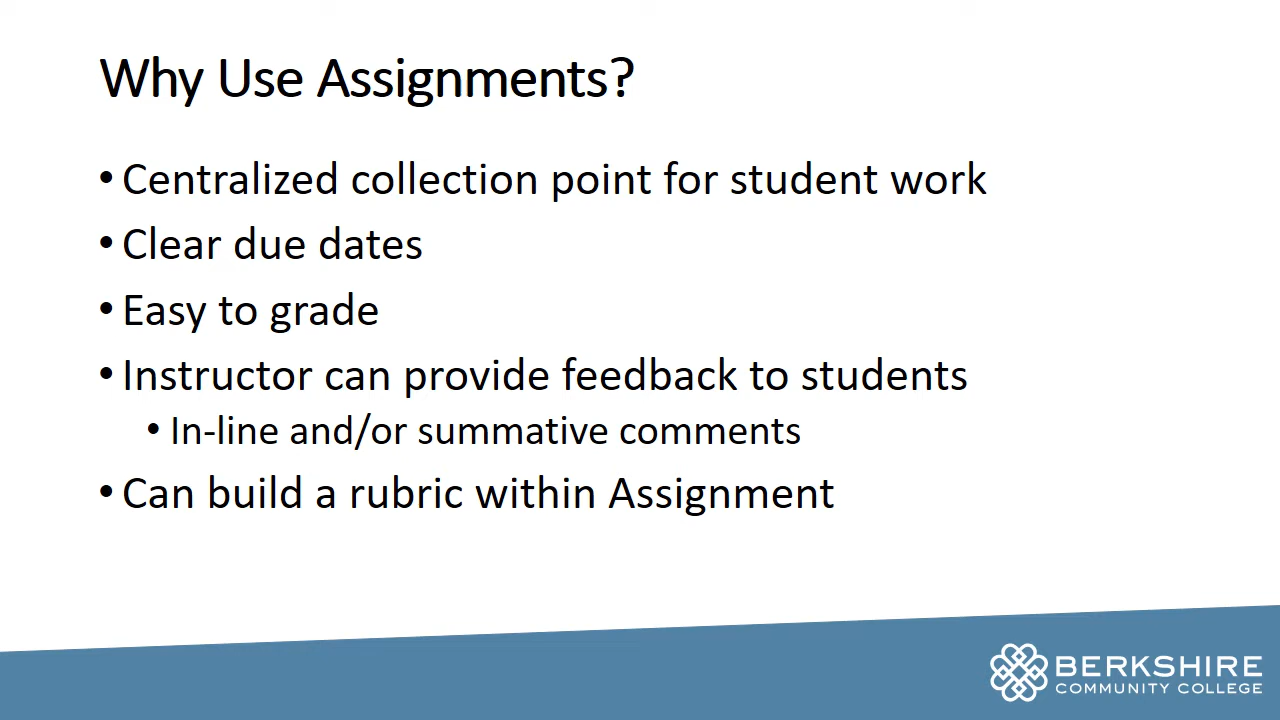 Why Use Assignments?
• Centralized collection point for student work
• Clear due dates
• Easy to grade
• Instructor can provide feedback to students
• In-line and/or summative comments
• Can build a rubric within Assignment
BERKSHIRE
COMMUNITY COLLEGE